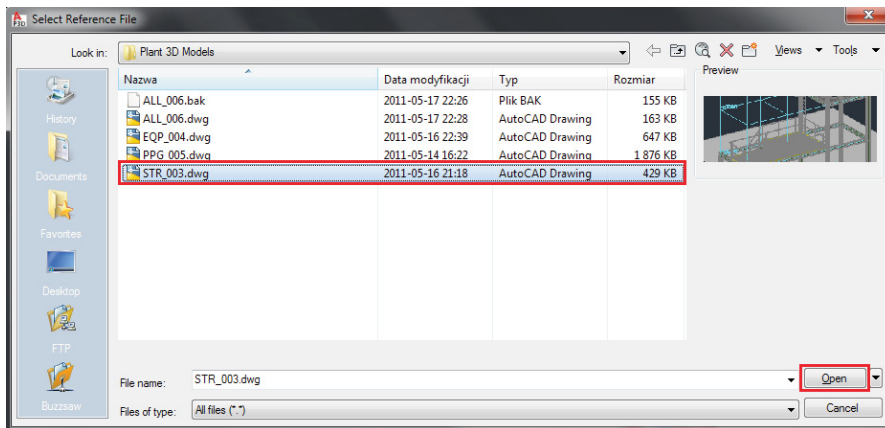 P3D Select Reference File
Look in: Plant 3D Models Views Tools
Nazwa Data modyfikacji Typ Rozmiar Preview
ALL_006.bak 2011-05-17 22:26 Plik BAK 155 KB
ALL_006.dwg 2011-05-17 22:28 AutoCAD Drawing 163 KB
EQP_004.dwg 2011-05-16 22:39 AutoCAD Drawing 647 KB
PPG_005.dwg 2011-05-14 16:22 AutoCAD Drawing 1 876 KB
STR_003.dwg 2011-05-16 21:18 AutoCAD Drawing 429 KB
History
Documents
Favorites
Desktop
FTP
Buzzsaw
File name: STR_003.dwg Open
Files of type: All files (*.*) Cancel